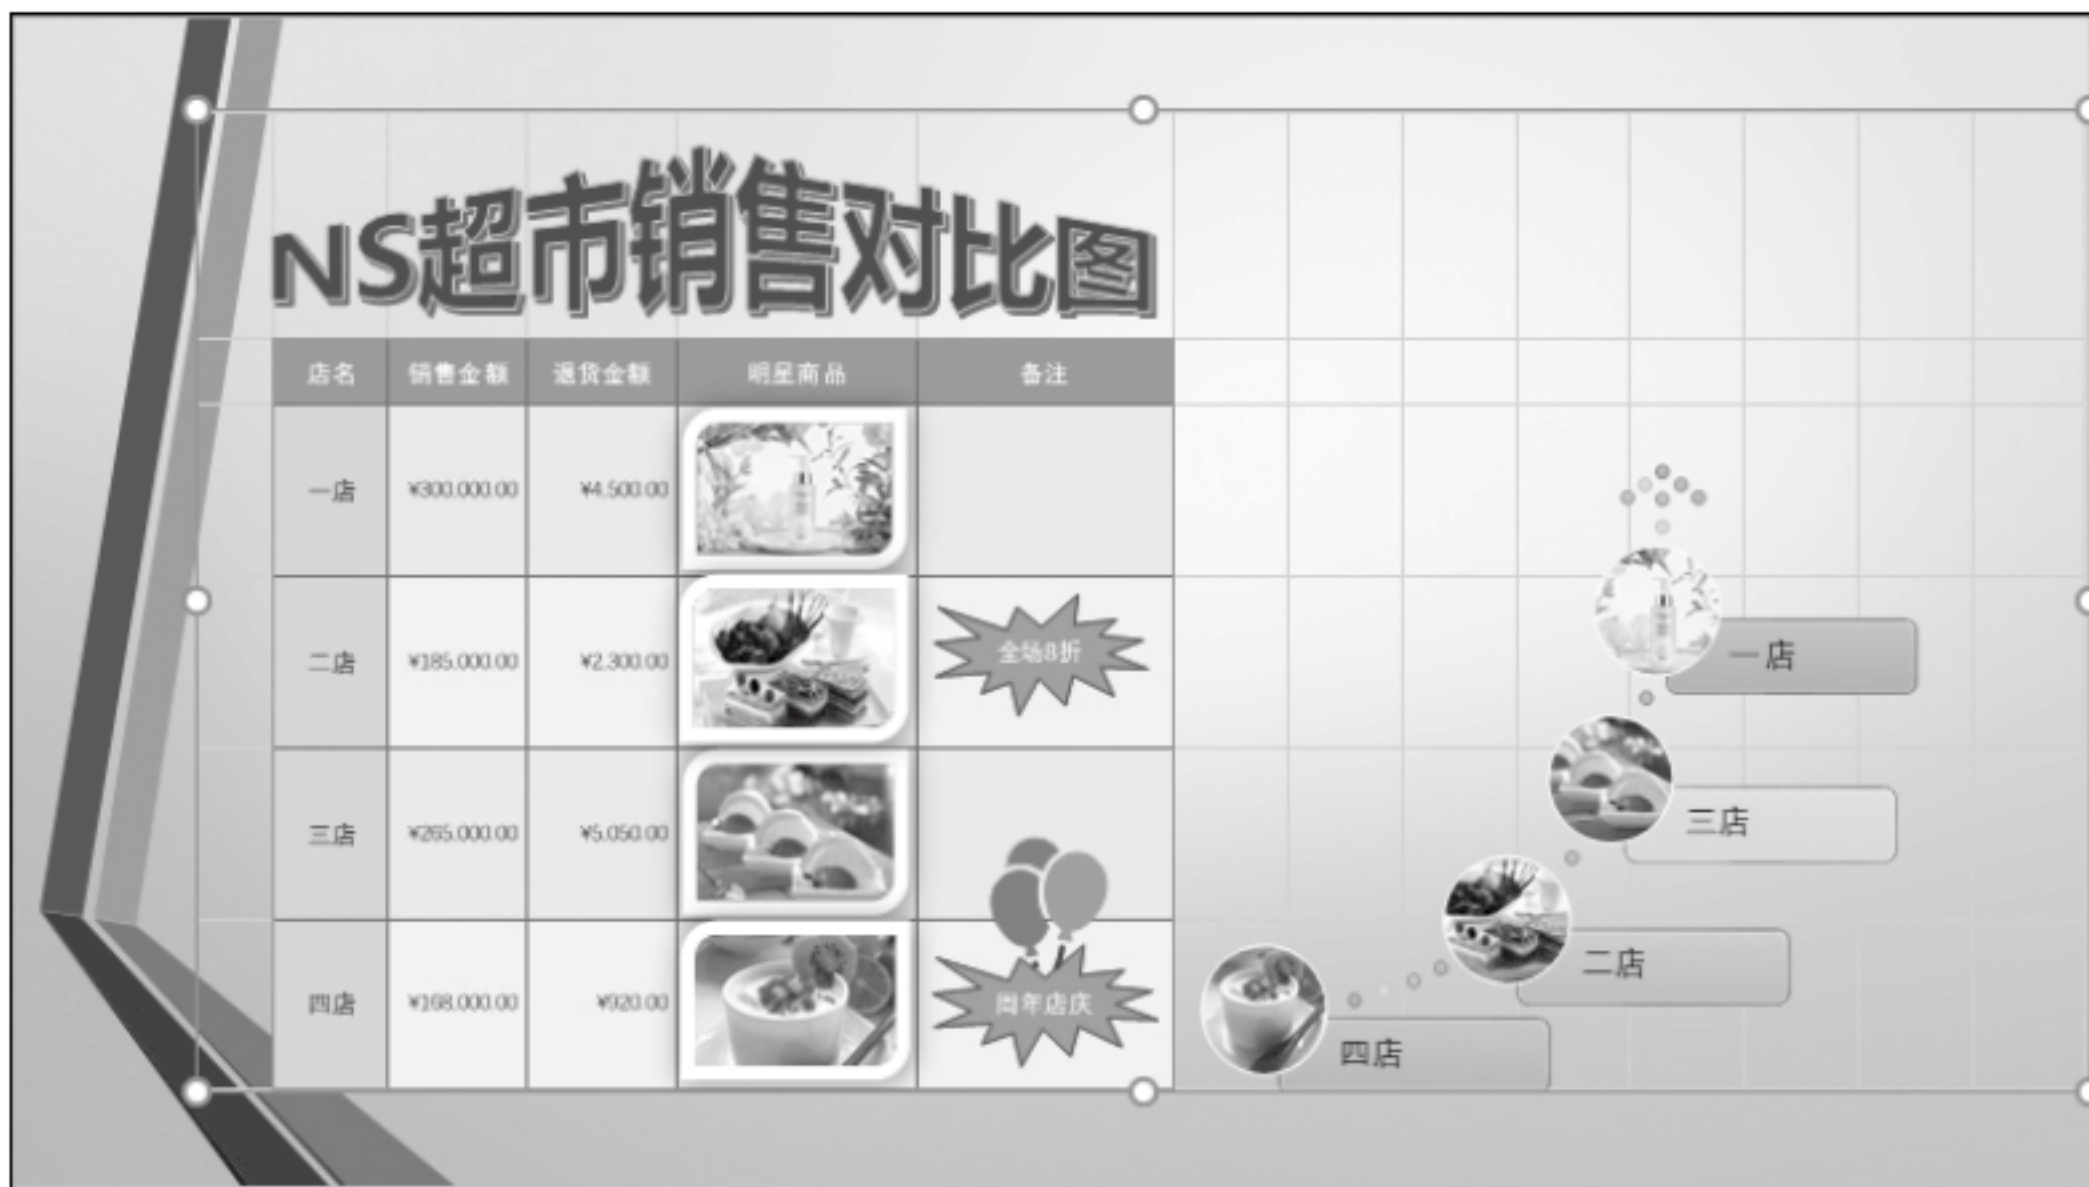 NS超市销售对比图
店名 销售金额 退货金额 明星商品 备注
一店 ¥300.000.00 ¥4.500.00
二店 ¥185.000.00 ¥2.300.00 全场8折
三店 ¥265.000.00 ¥5.050.00
四店 ¥168.000.00 ¥920.00 周年店庆
一店
三店
二店
四店